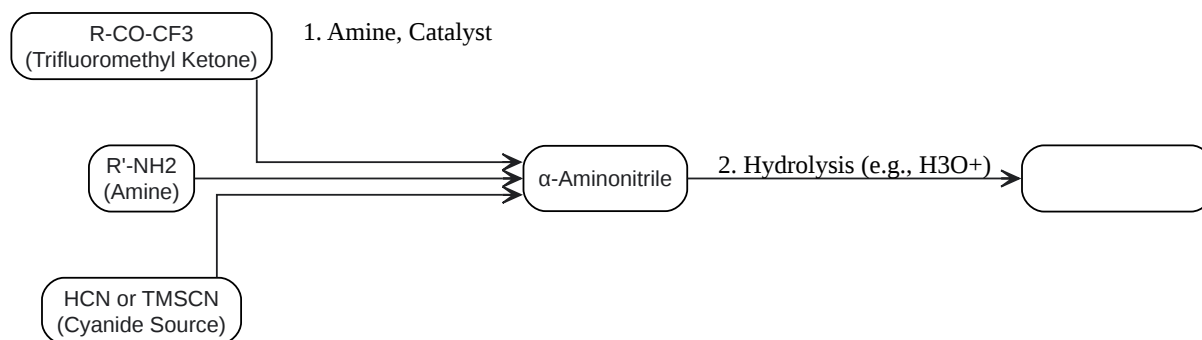 R-CO-CF3
(Trifluoromethyl Ketone)
1. Amine, Catalyst
R'-NH2
(Amine)
α-Aminonitrile
2. Hydrolysis (e.g., H3O+)
HCN or TMSCN
(Cyanide Source)